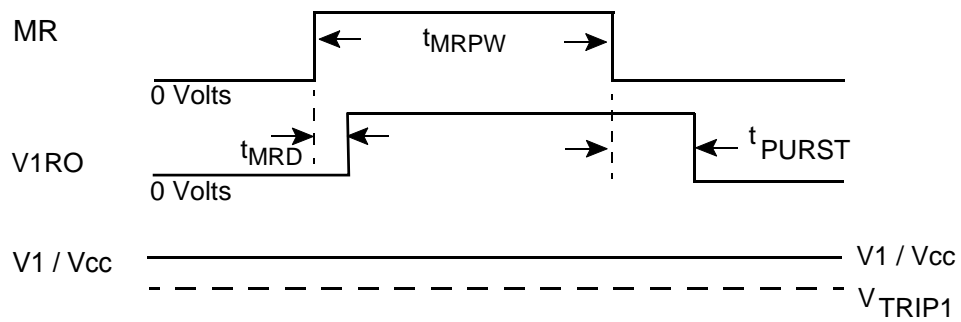 MR
tMRPW
0 Volts
tMRD
tPURST
V1RO
0 Volts
V1 / Vcc
V1 / Vcc
VTRIP1